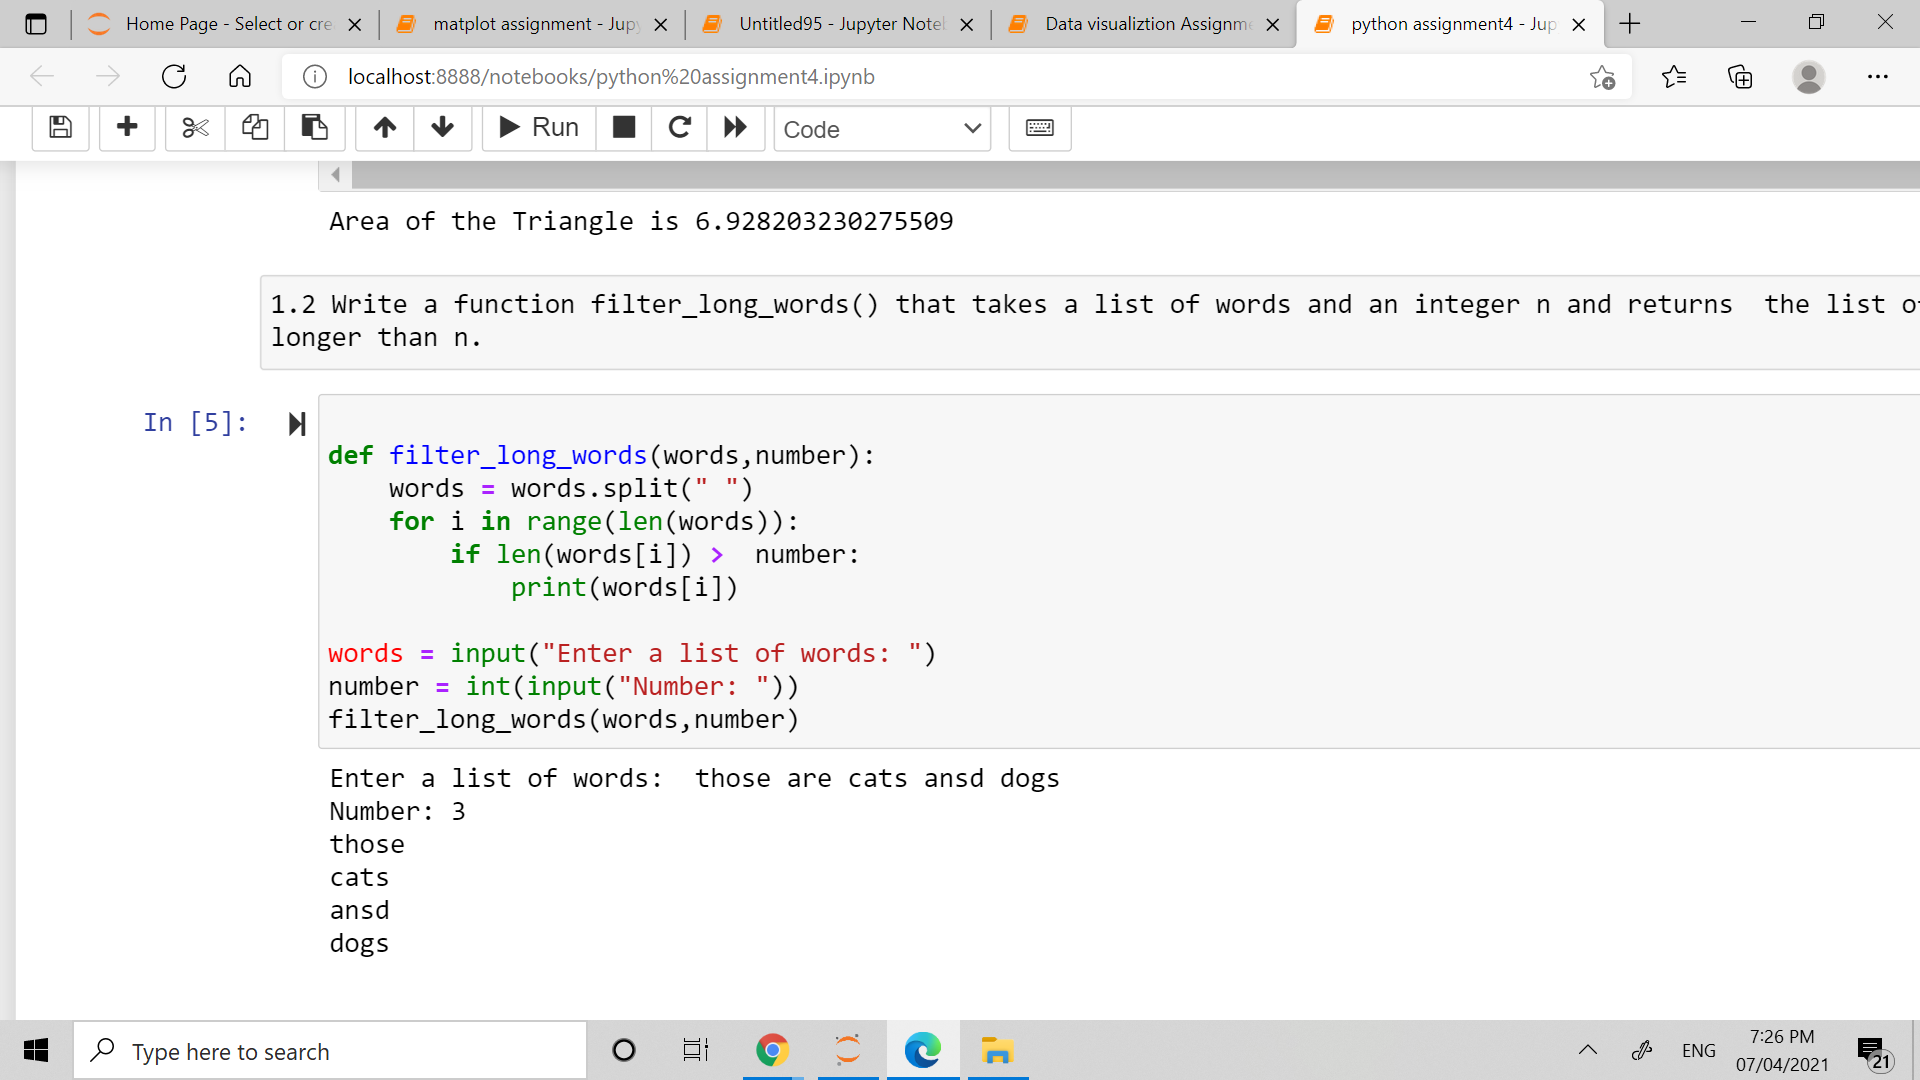 Home Page - Select or cre
matplot assignment - Jupy
Untitled95 - Jupyter Note
Data visualiztion Assignme
python assignment4 - Jup
localhost:8888/notebooks/python%20assignment4.ipynb
Run
Code
Area of the Triangle is 6.928203230275509
1.2 Write a function filter_long_words() that takes a list of words and an integer n and returns  the list of
longer than n.
In [5]:
def filter_long_words(words,number):
    words = words.split(" ")
    for i in range(len(words)):
        if len(words[i]) >  number:
            print(words[i])
words = input("Enter a list of words: ")
number = int(input("Number: "))
filter_long_words(words,number)
Enter a list of words:  those are cats ansd dogs
Number: 3
those
cats
ansd
dogs
Type here to search
ENG
7:26 PM
07/04/2021
21